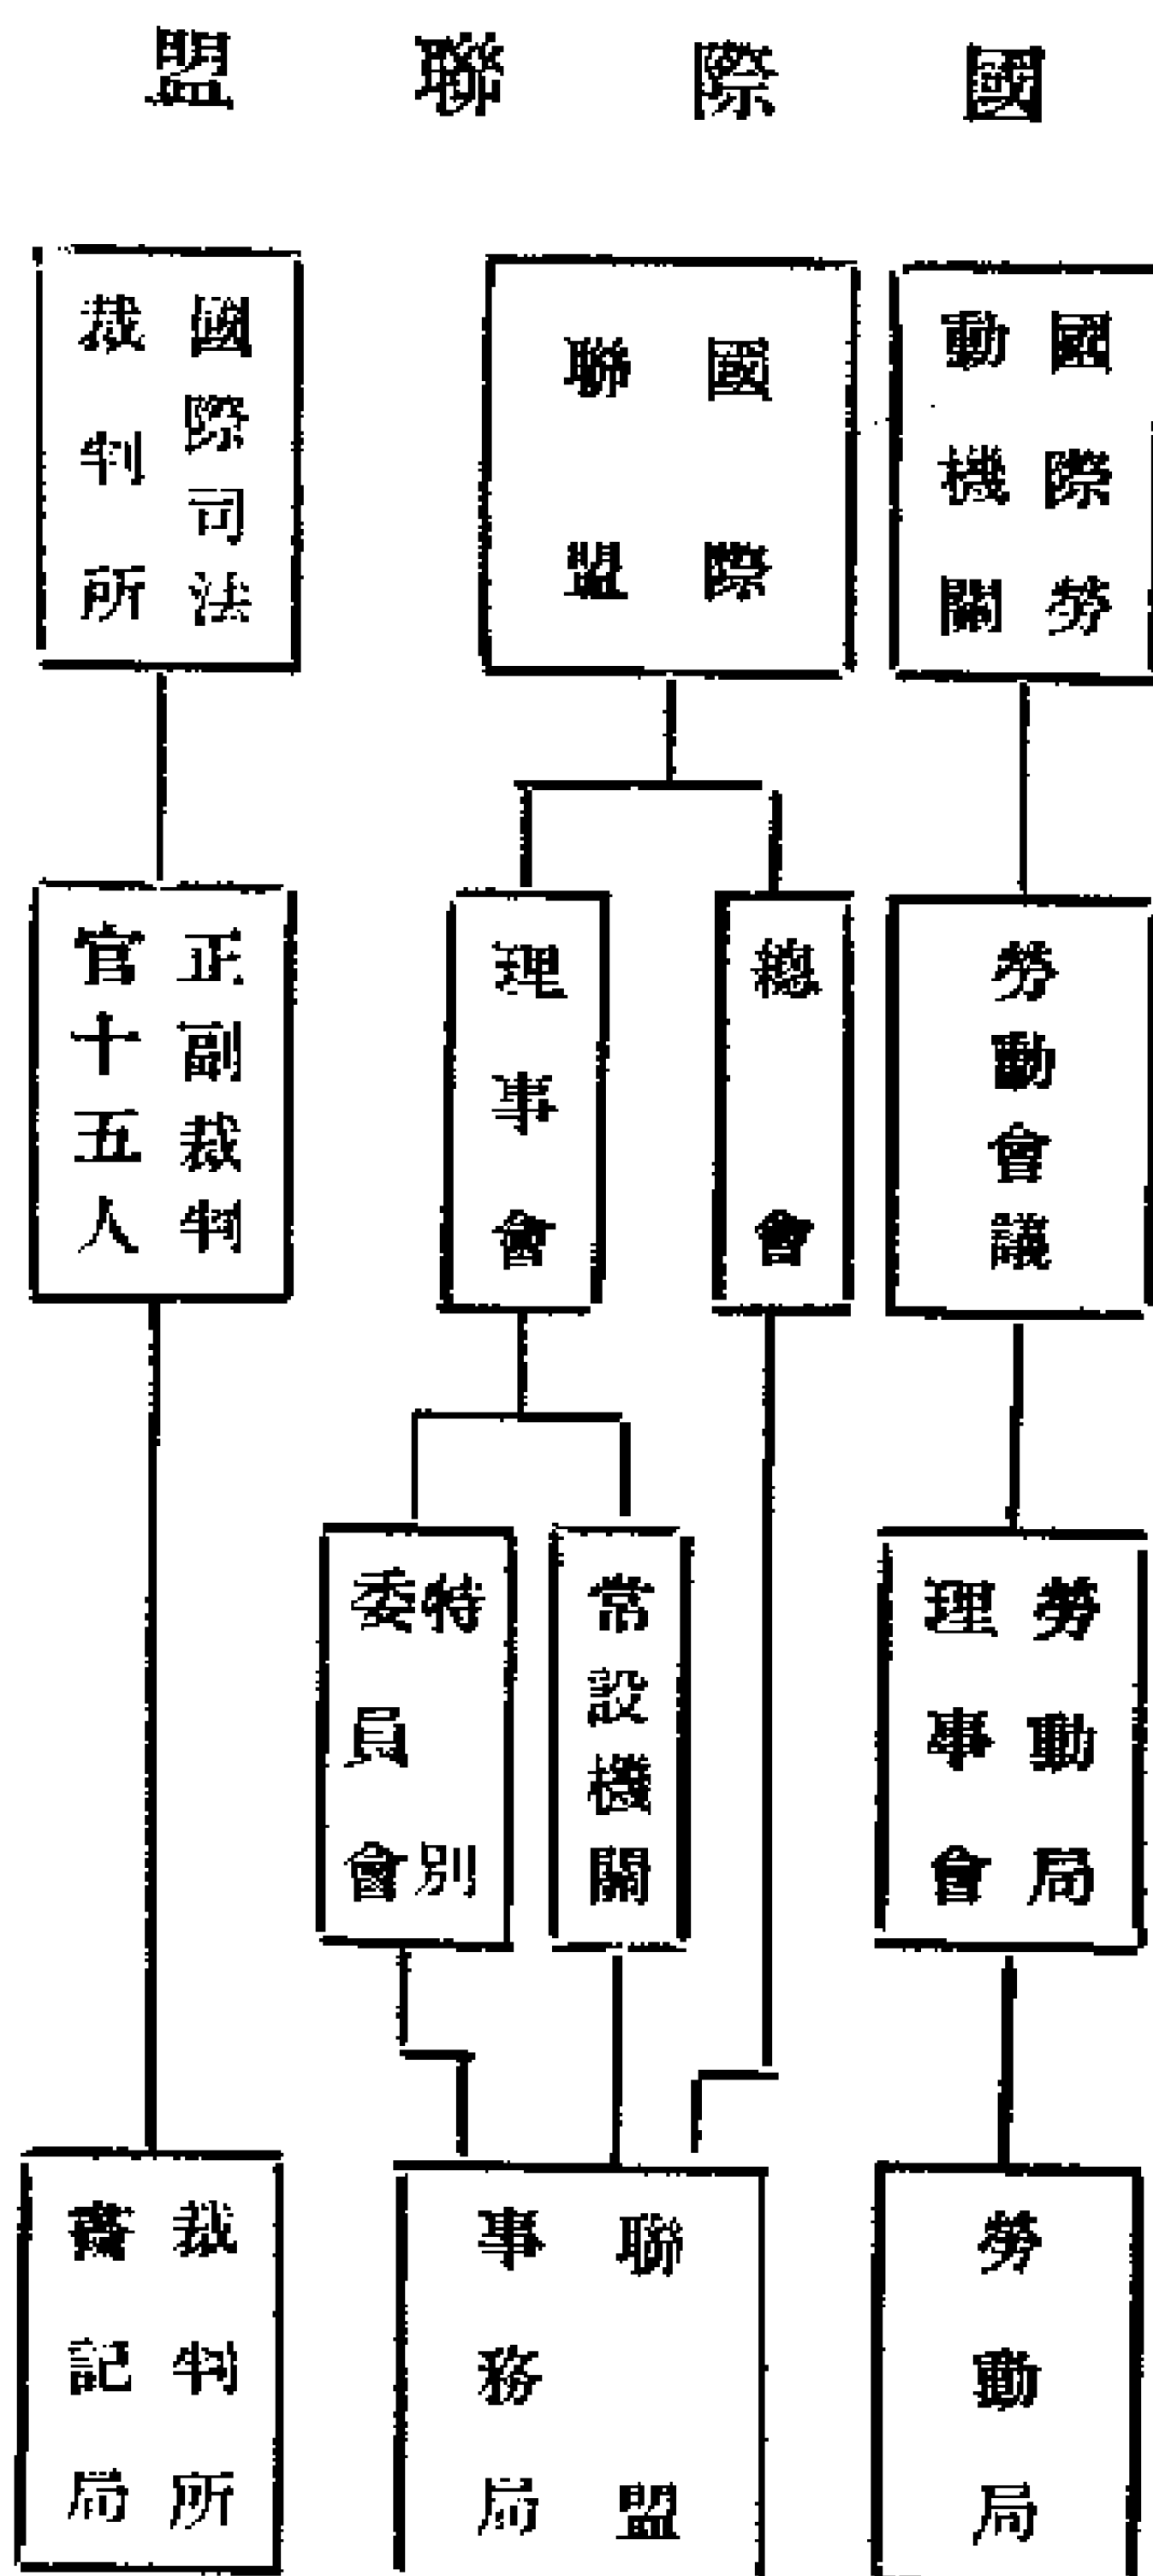 國際聯盟
國際勞
動機關
國際
聯盟
國際司法
裁判所
勞動會議
總會
理事會
正副裁判
官十五人
勞動局
理事會
常設機關
特別
委員會
勞動局
聯盟
事務局
裁判所
書記局